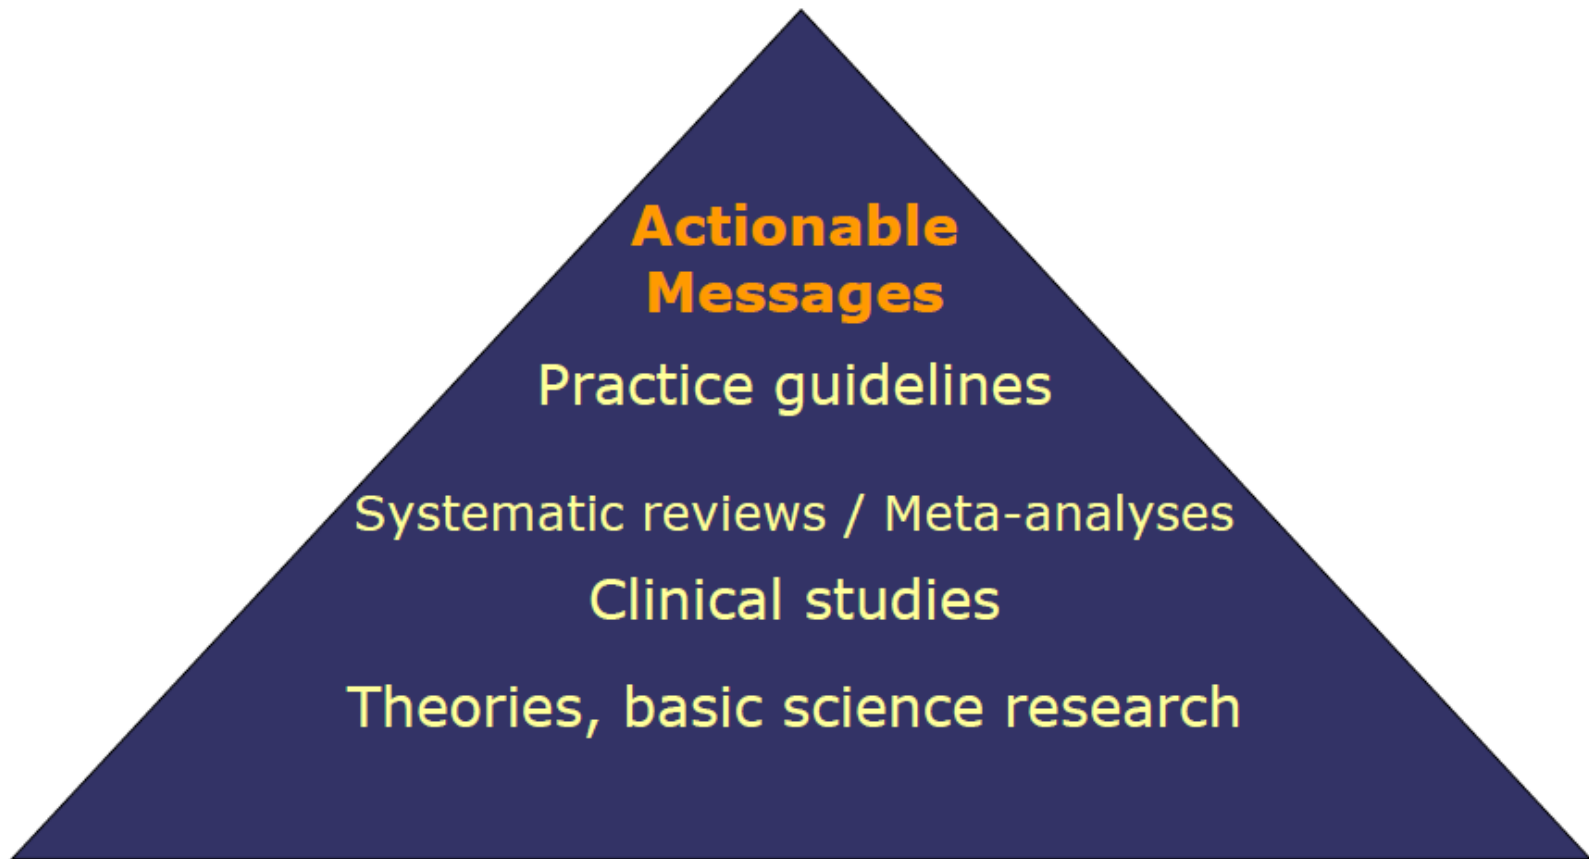 Actionable
Messages
Practice guidelines
Systematic reviews / Meta-analyses
Clinical studies
Theories, basic science research